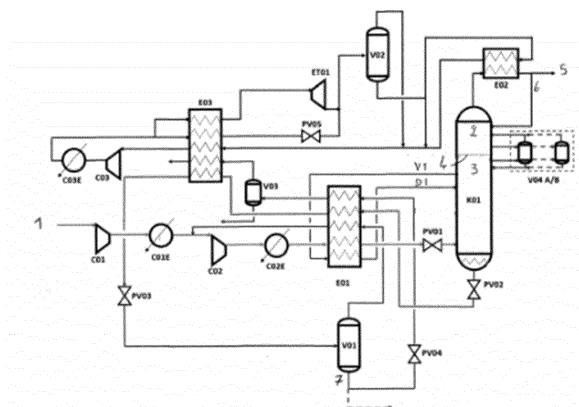 V02
ET01
E02
5
6
E03
PV05
2
4
3
V04 A/B
C03E
C03
V03
V1
D1
K01
1
PV01
C01
C01E
C02
C02E
E01
PV02
PV03
V01
PV04
7